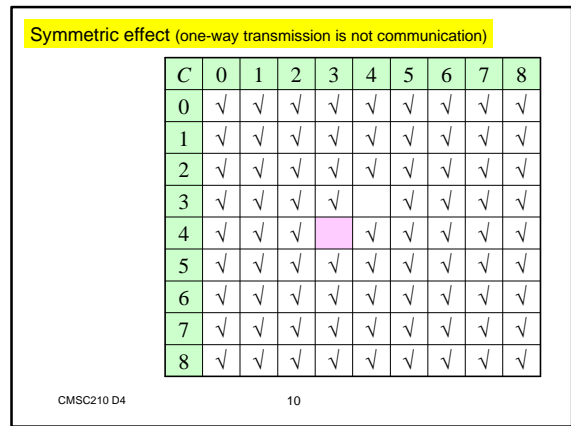 Symmetric effect (one-way transmission is not communication)
C 0 1 2 3 4 5 6 7 8
0 √ √ √ √ √ √ √ √ √
1 √ √ √ √ √ √ √ √ √
2 √ √ √ √ √ √ √ √ √
3 √ √ √ √ √ √ √ √
4 √ √ √ √ √ √ √ √
5 √ √ √ √ √ √ √ √ √
6 √ √ √ √ √ √ √ √ √
7 √ √ √ √ √ √ √ √ √
8 √ √ √ √ √ √ √ √ √
CMSC210 D4 10